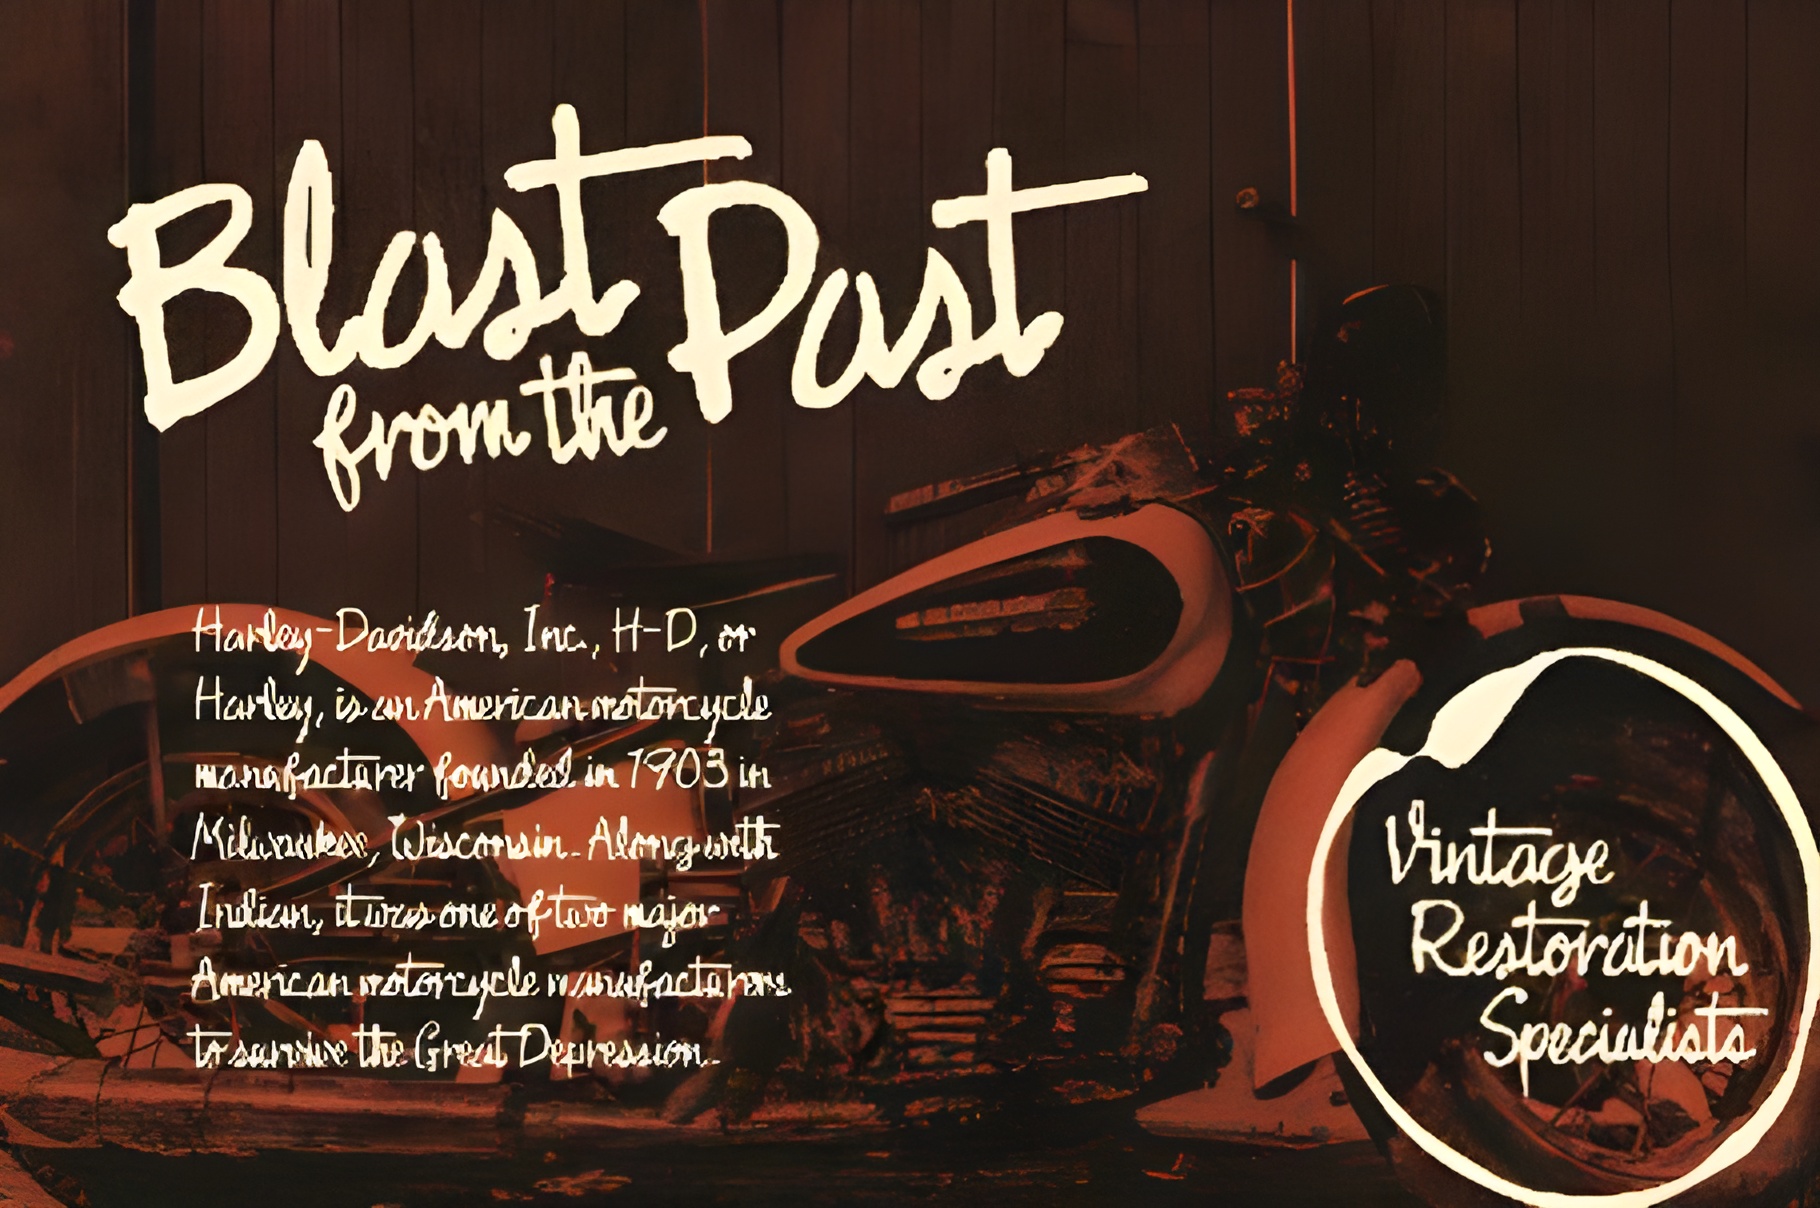 Blast
from the
Past
Harley-Davidson, Inc., H-D, or
Harley, is an American motorcycle
manufacturer founded in 1903 in
Milwaukee, Wisconsin. Along with
Indian, it was one of two major
American motorcycle manufacturers
to survive the Great Depression.
Vintage
Restoration
Specialists